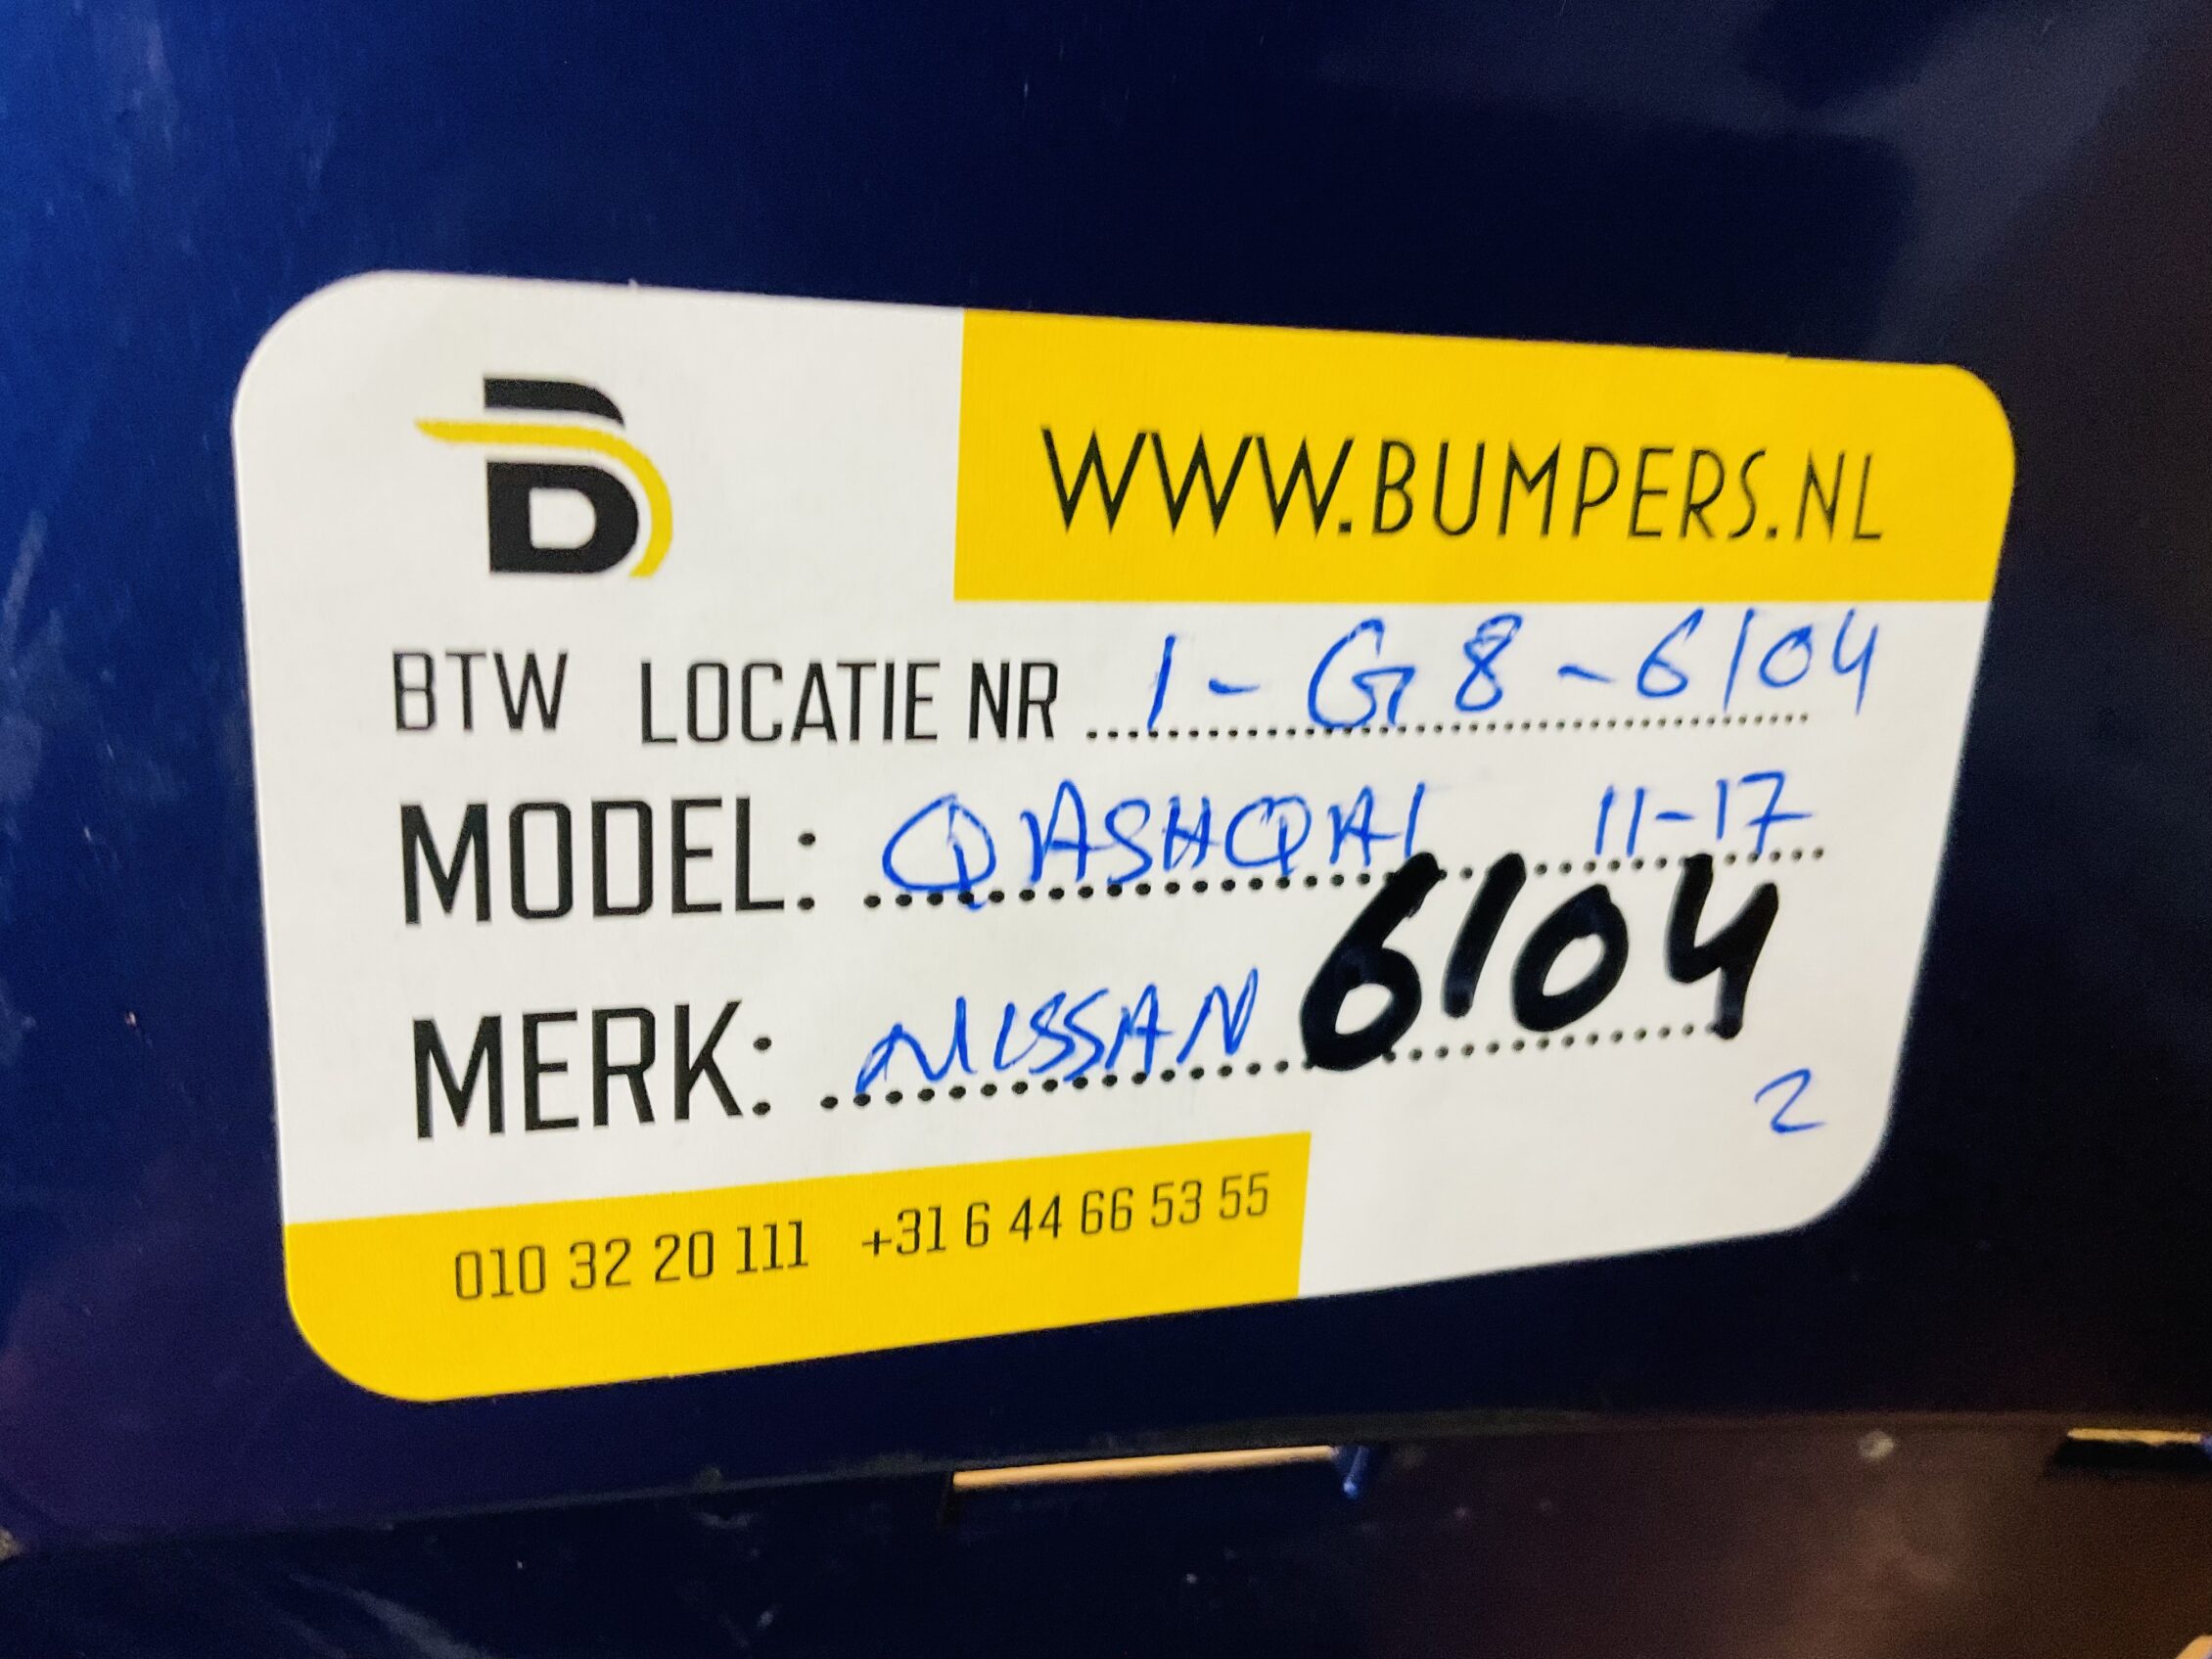 B
WWW.BUMPERS.NL
BTW LOCATIE NR 1-G8-6104
MODEL: QASHQAI 11-17
MERK: NISSAN 6104
2
010 32 20 111 +31 6 44 66 53 55